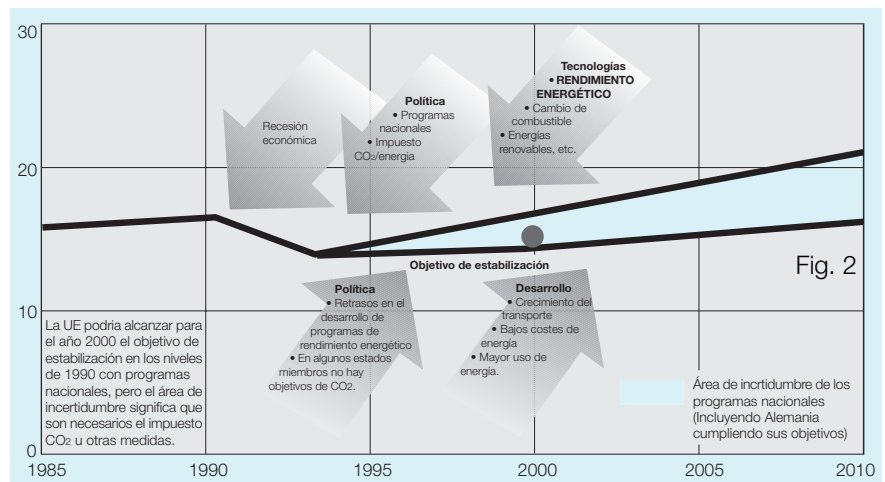 30
20
10
0
1985
1990
1995
2000
2005
2010
Recesión
económica
Política
• Programas
nacionales
• Impuesto
CO2/energia
Tecnologías
• RENDIMIENTO
ENERGÉTICO
• Cambio de
combustible
• Energías
renovables, etc.
Objetivo de estabilización
Fig. 2
Política
• Retrasos en el
desarrollo de
programas de
rendimiento energético
• En algunos estados
miembros no hay
objetivos de CO2.
Desarrollo
• Crecimiento del
transporte
• Bajos costes de
energía
• Mayor uso de
energía.
La UE podria alcanzar para
el año 2000 el objetivo de
estabilización en los niveles
de 1990 con programas
nacionales, pero el área de
incertidumbre significa que
son necesarios el impuesto
CO2 u otras medidas.
Área de incrtidumbre de los
programas nacionales
(Incluyendo Alemania
cumpliendo sus objetivos)